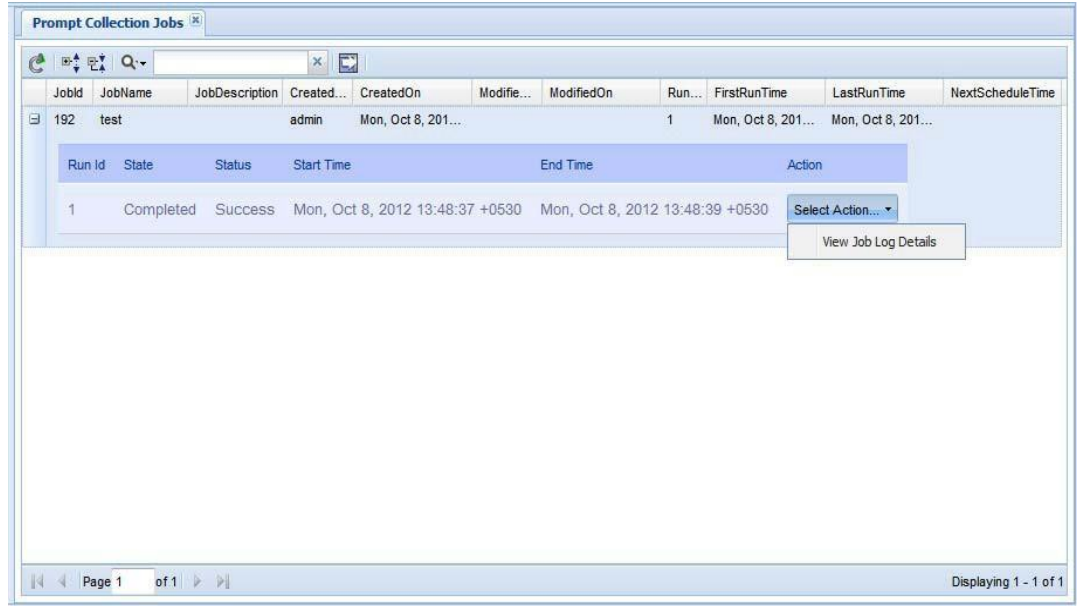 Prompt Collection Jobs
JobId JobName JobDescription Created... CreatedOn Modifie... ModifiedOn Run... FirstRunTime LastRunTime NextScheduleTime
192 test admin Mon, Oct 8, 201... 1 Mon, Oct 8, 201... Mon, Oct 8, 201...
Run Id State Status Start Time End Time Action
1 Completed Success Mon, Oct 8, 2012 13:48:37 +0530 Mon, Oct 8, 2012 13:48:39 +0530 Select Action...
View Job Log Details
Page 1 of 1 Displaying 1 - 1 of 1